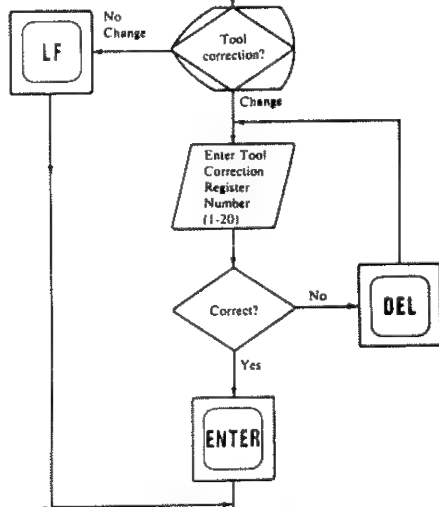 No
Change
LF
Tool
correction?
Change
Enter Tool
Correction
Register
Number
(1-20)
Correct?
No
DEL
Yes
ENTER